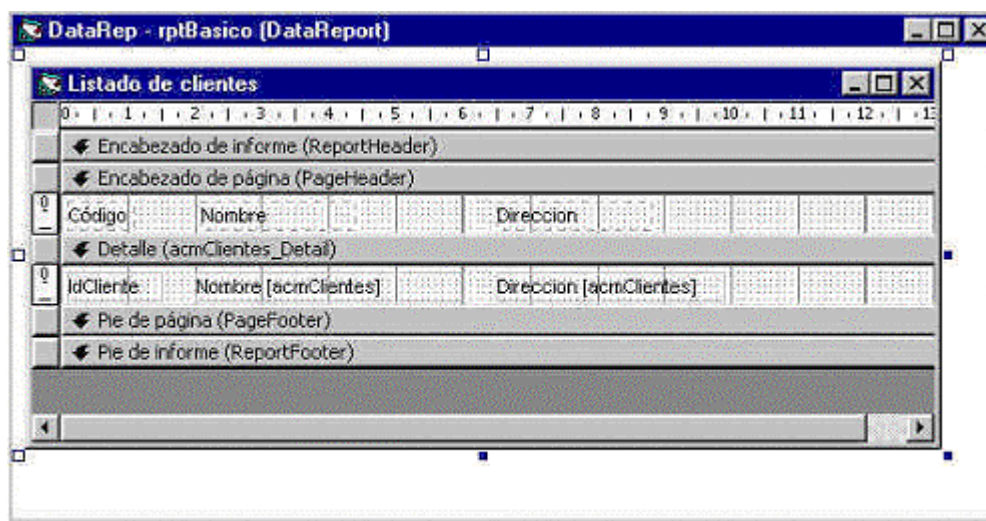 DataRep - rptBasico (DataReport)
Listado de clientes
0 1 2 3 4 5 6 7 8 9 10 11 12 13
Encabezado de informe (ReportHeader)
Encabezado de página (PageHeader)
Código Nombre Direccion
Detalle (acmClientes_Detail)
IdCliente Nombre [acmClientes] Direccion [acmClientes]
Pie de página (PageFooter)
Pie de informe (ReportFooter)